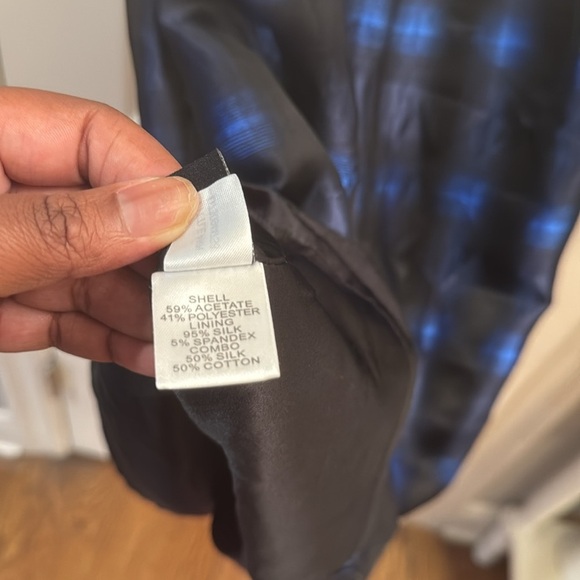 SHELL
59% ACETATE
41% POLYESTER
LINING
95% SILK
5% SPANDEX
COMBO
50% SILK
50% COTTON